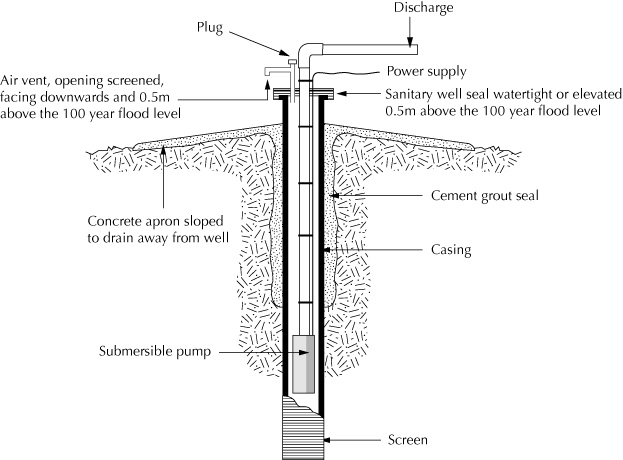 Discharge
Plug
Power supply
Air vent, opening screened,
facing downwards and 0.5m
above the 100 year flood level
Sanitary well seal watertight or elevated
0.5m above the 100 year flood level
Cement grout seal
Concrete apron sloped
to drain away from well
Casing
Submersible pump
Screen